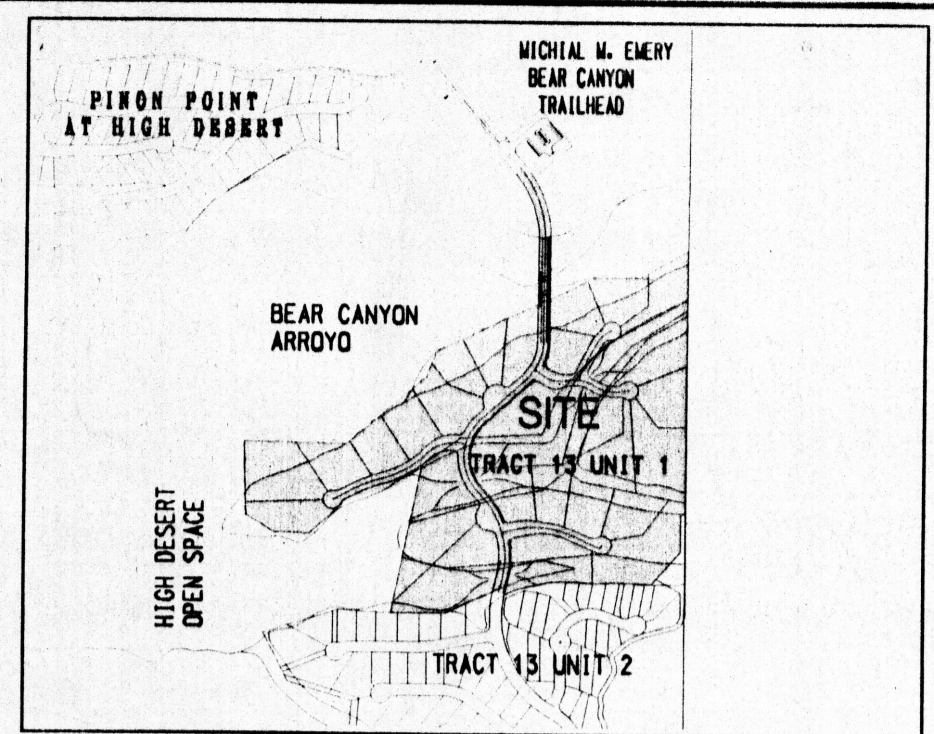 MICHIAL M. EMERY
BEAR CANYON
TRAILHEAD
PINON POINT
AT HIGH DESERT
BEAR CANYON
ARROYO
SITE
TRACT 13 UNIT 1
HIGH DESERT
OPEN SPACE
TRACT 13 UNIT 2